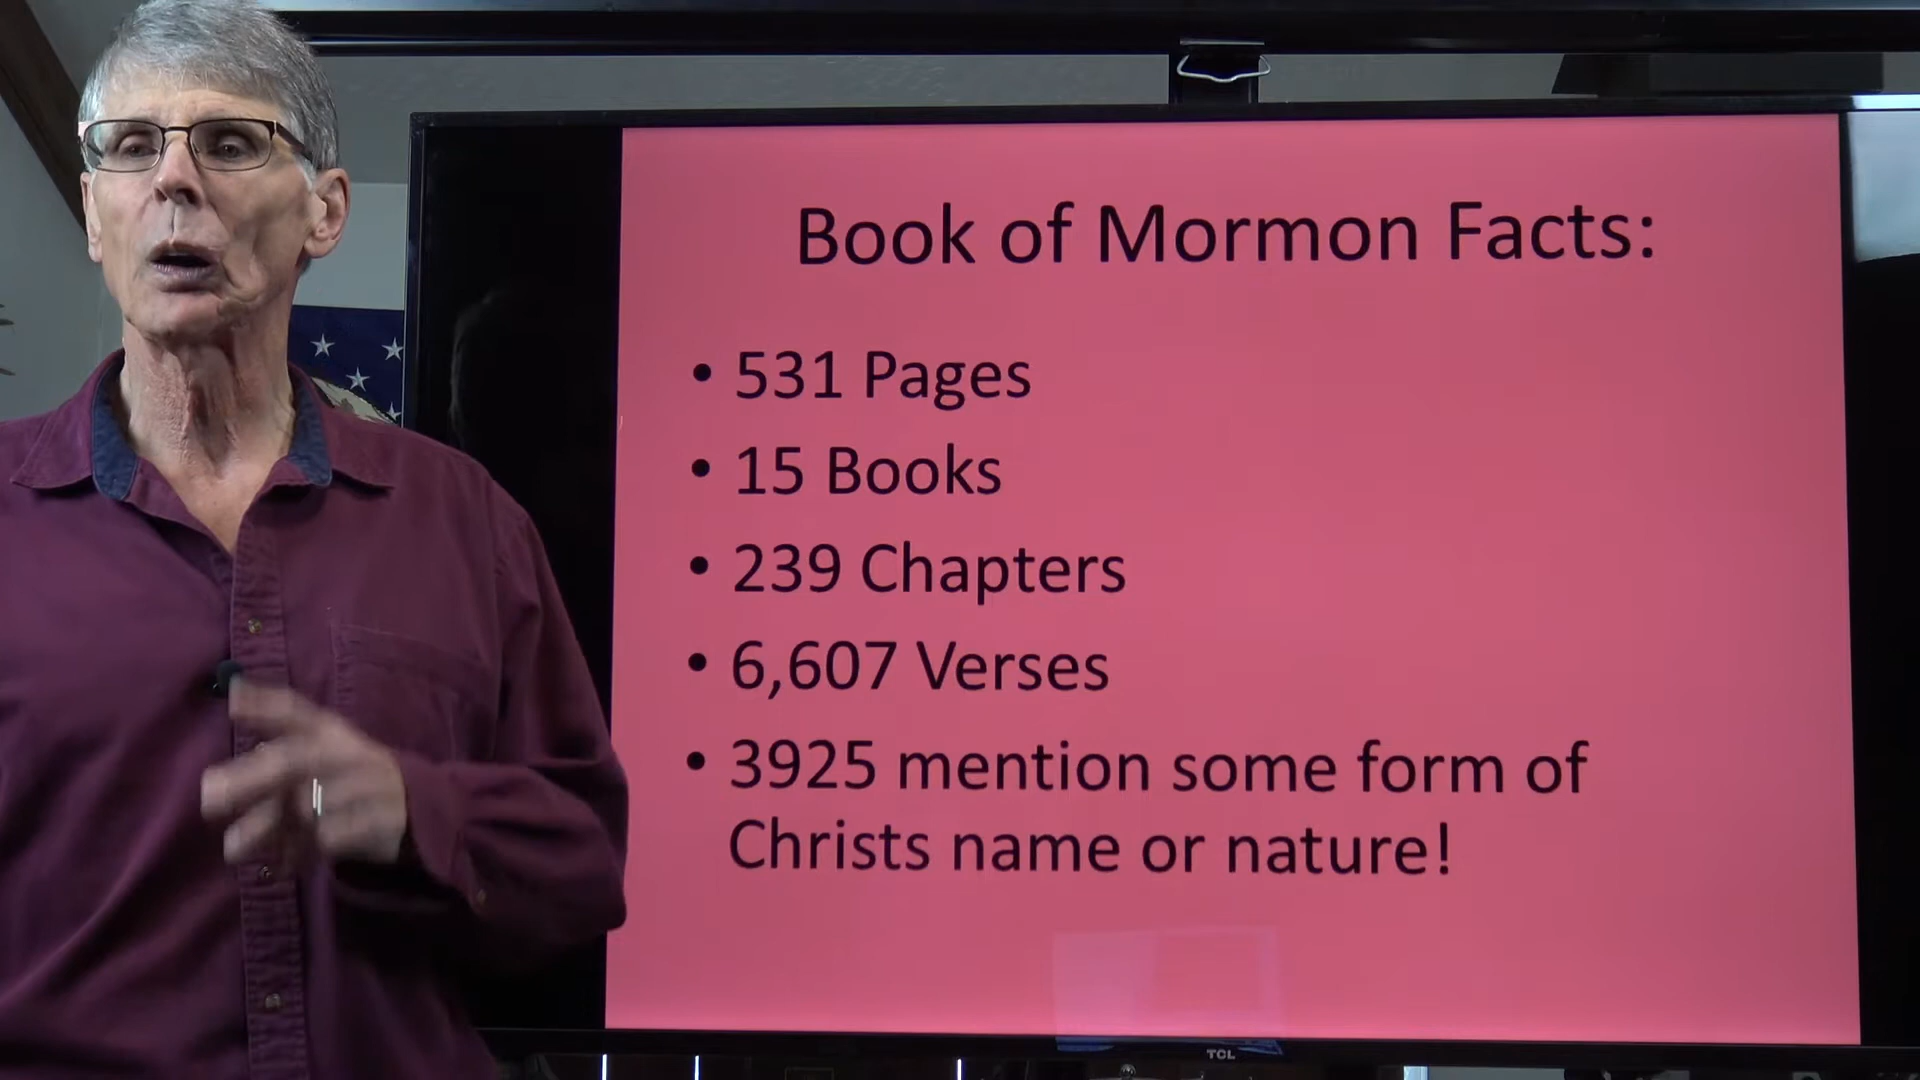 Book of Mormon Facts:
• 531 Pages
• 15 Books
• 239 Chapters
• 6,607 Verses
• 3925 mention some form of
Christs name or nature!
TCL